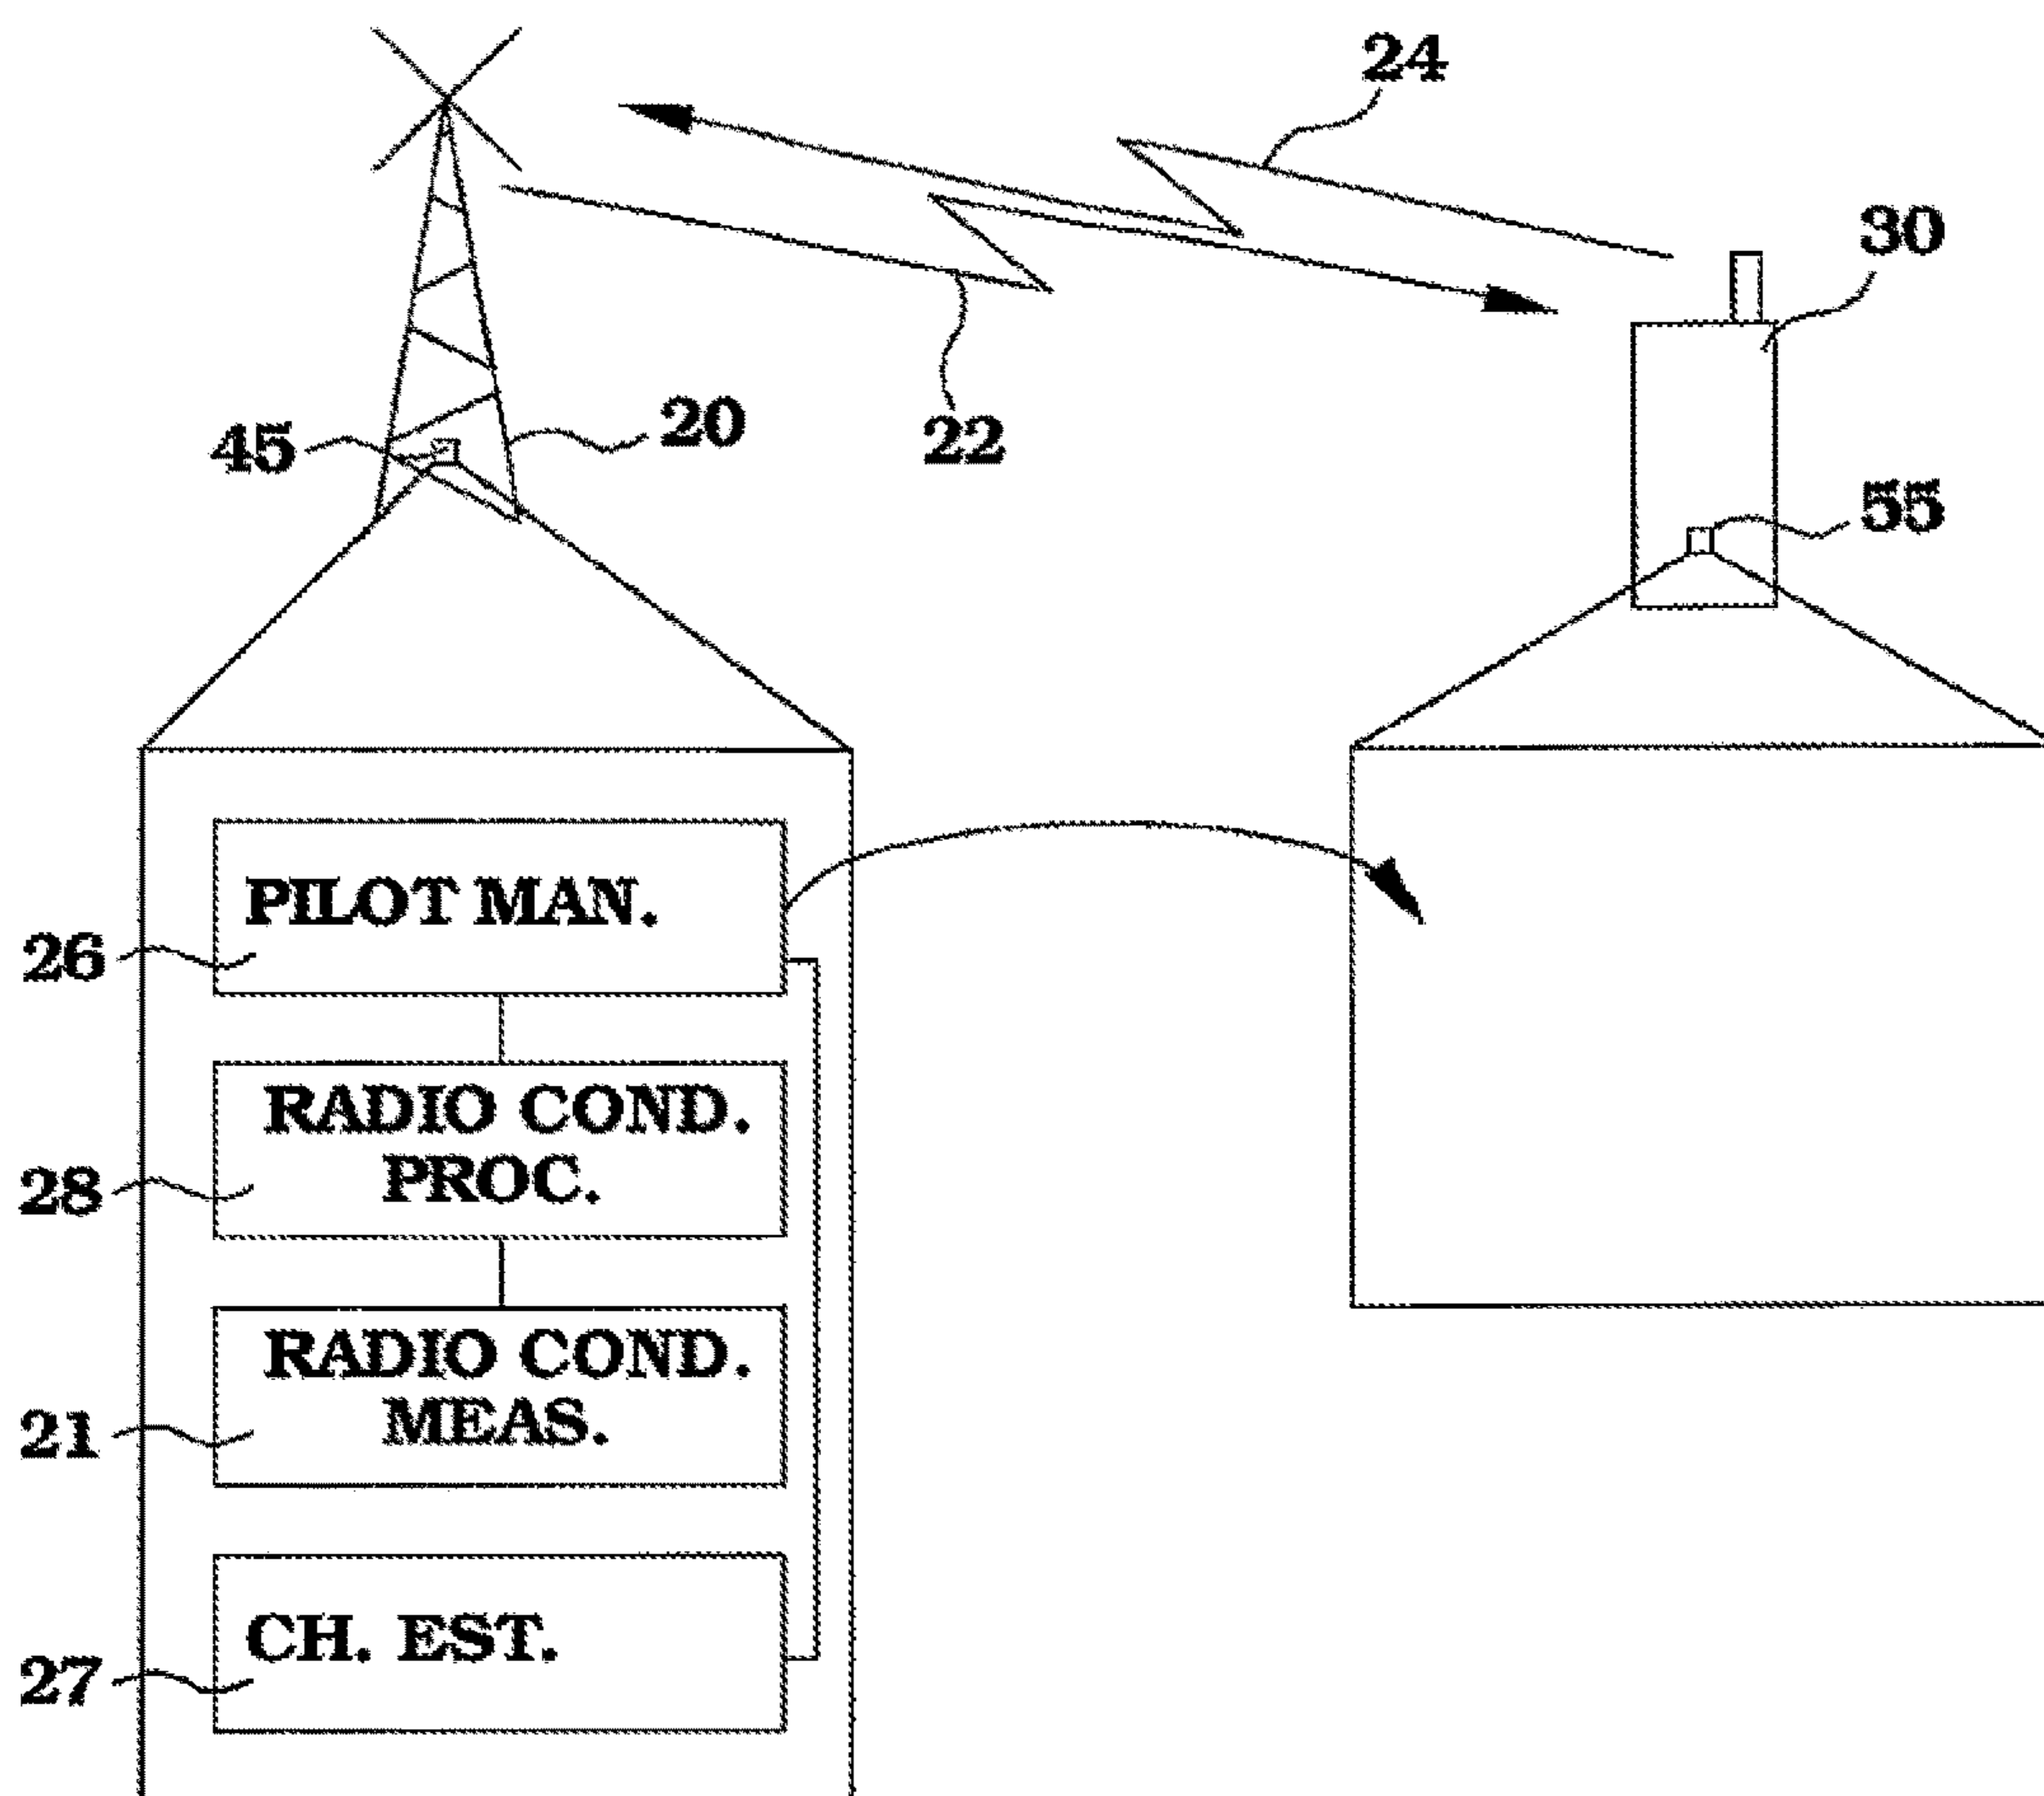 24
30
45
20
22
55
PILOT MAN.
26
RADIO COND.
PROC.
28
RADIO COND.
MEAS.
21
CH. EST.
27